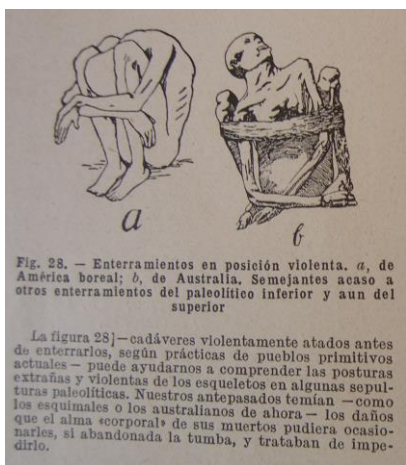 a
b
Fig. 28. — Enterramientos en posición violenta. a, de
América boreal; b, de Australia. Semejantes acaso a
otros enterramientos del paleolítico inferior y aun del
superior
La figura 28]—cadáveres violentamente atados antes
de enterrarlos, según prácticas de pueblos primitivos
actuales — puede ayudarnos a comprender las posturas
extrañas y violentas de los esqueletos en algunas sepul-
turas paleolíticas. Nuestros antepasados temían —como
los esquimales o los australianos de ahora— los daños
que el alma «corporal» de sus muertos pudiera ocasio-
narles, si abandonada la tumba, y trataban de impe-
dirlo.